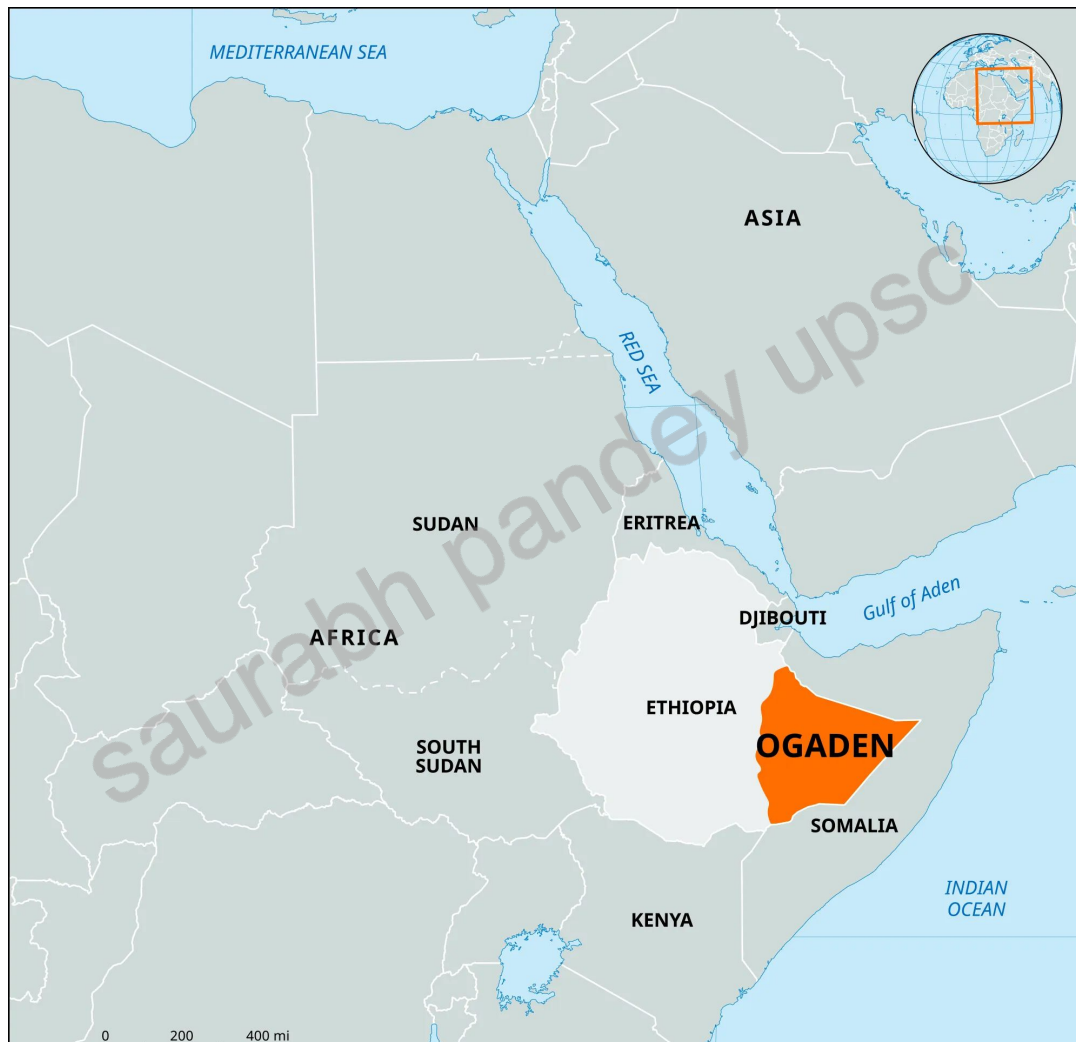 MEDITERRANEAN SEA
ASIA
RED SEA
saurabh pandey upsc
SUDAN
ERITREA
Gulf of Aden
DJIBOUTI
AFRICA
ETHIOPIA
OGADEN
SOUTH
SUDAN
SOMALIA
INDIAN
OCEAN
KENYA
0 200 400 mi